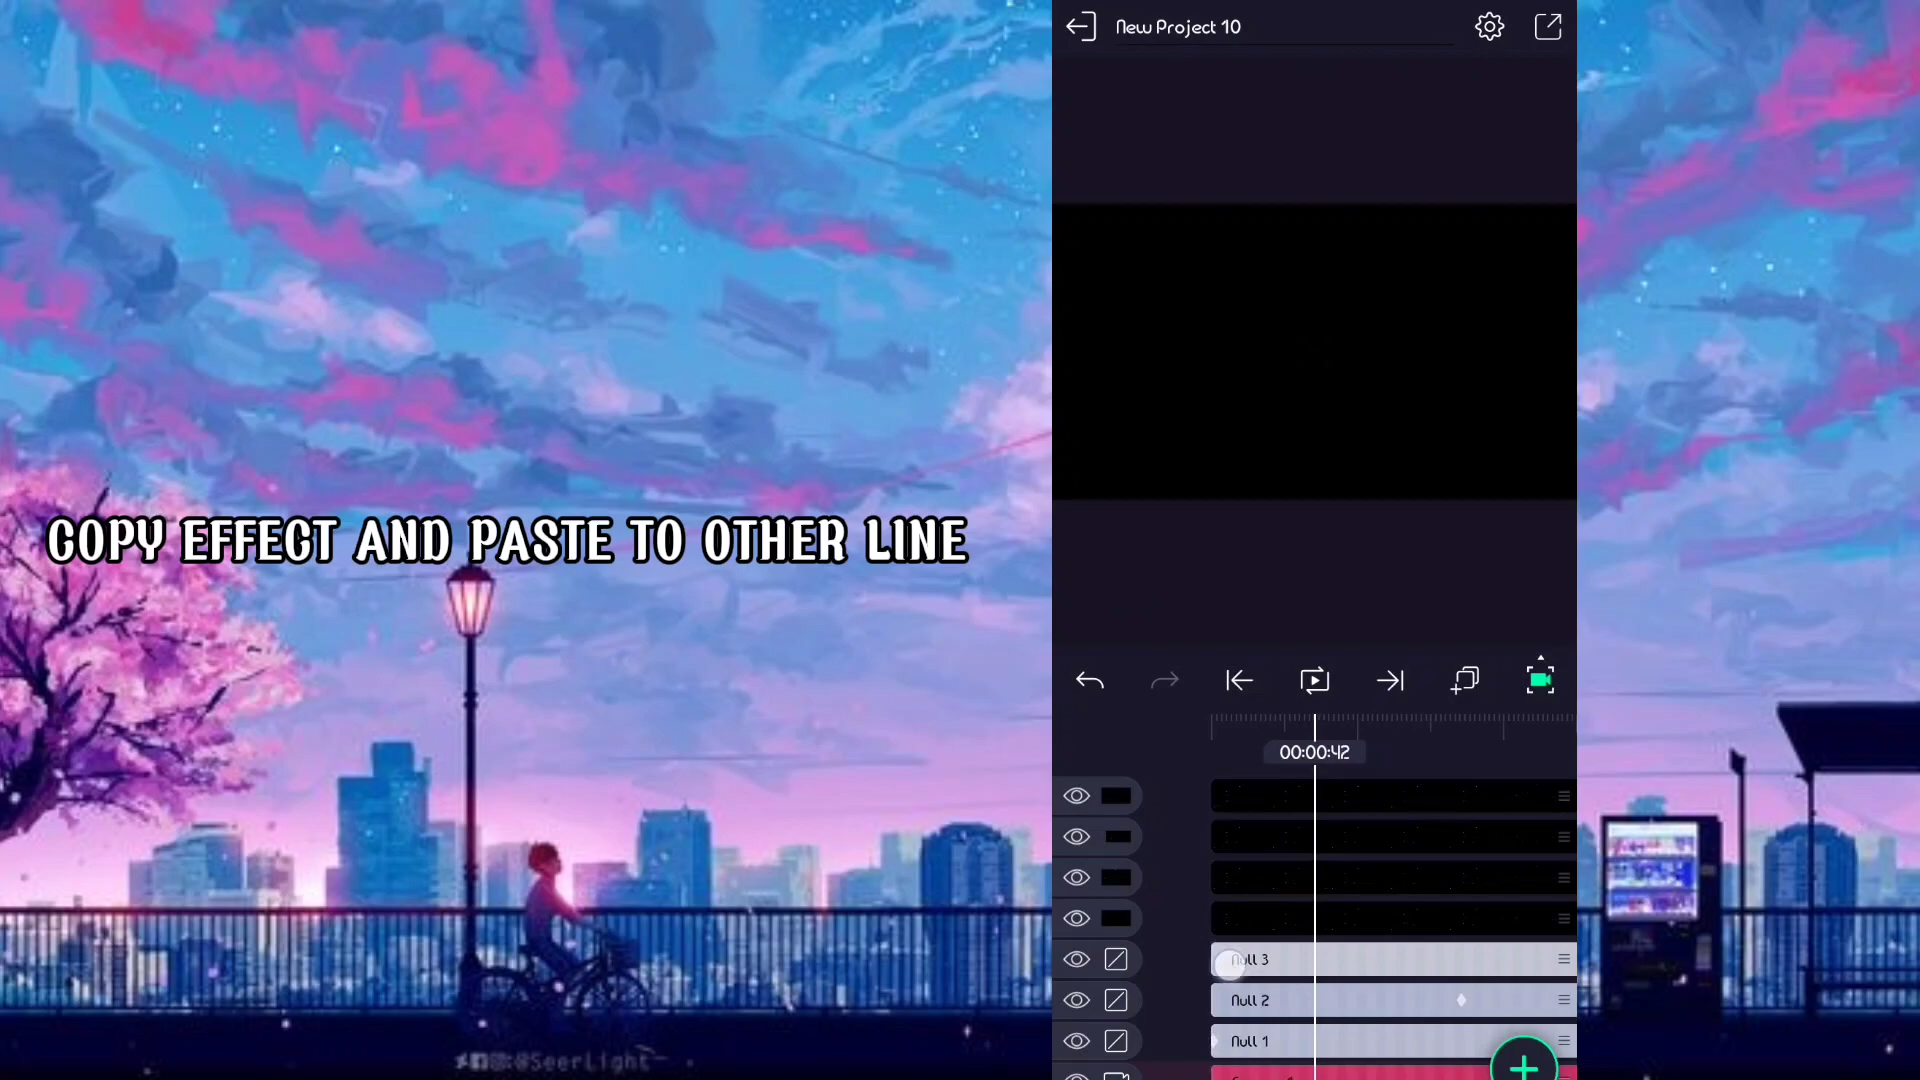 New Project 10
COPY EFFECT AND PASTE TO OTHER LINE
00:00:42
Null 3
Null 2
Null 1
@SeerLight